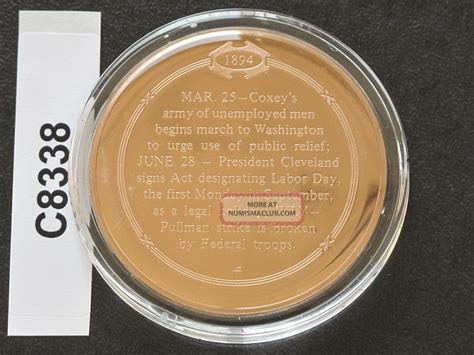 C8338
1894
MAR. 25 — Coxey's
army of unemployed men
begins march to Washington
to urge use of public relief;
JUNE 28 — President Cleveland
signs Act designating Labor Day,
the first Monday September,
as a legal
MORE AT
NUMISMACLUB.COM
Pullman strike is broken
by Federal troops.